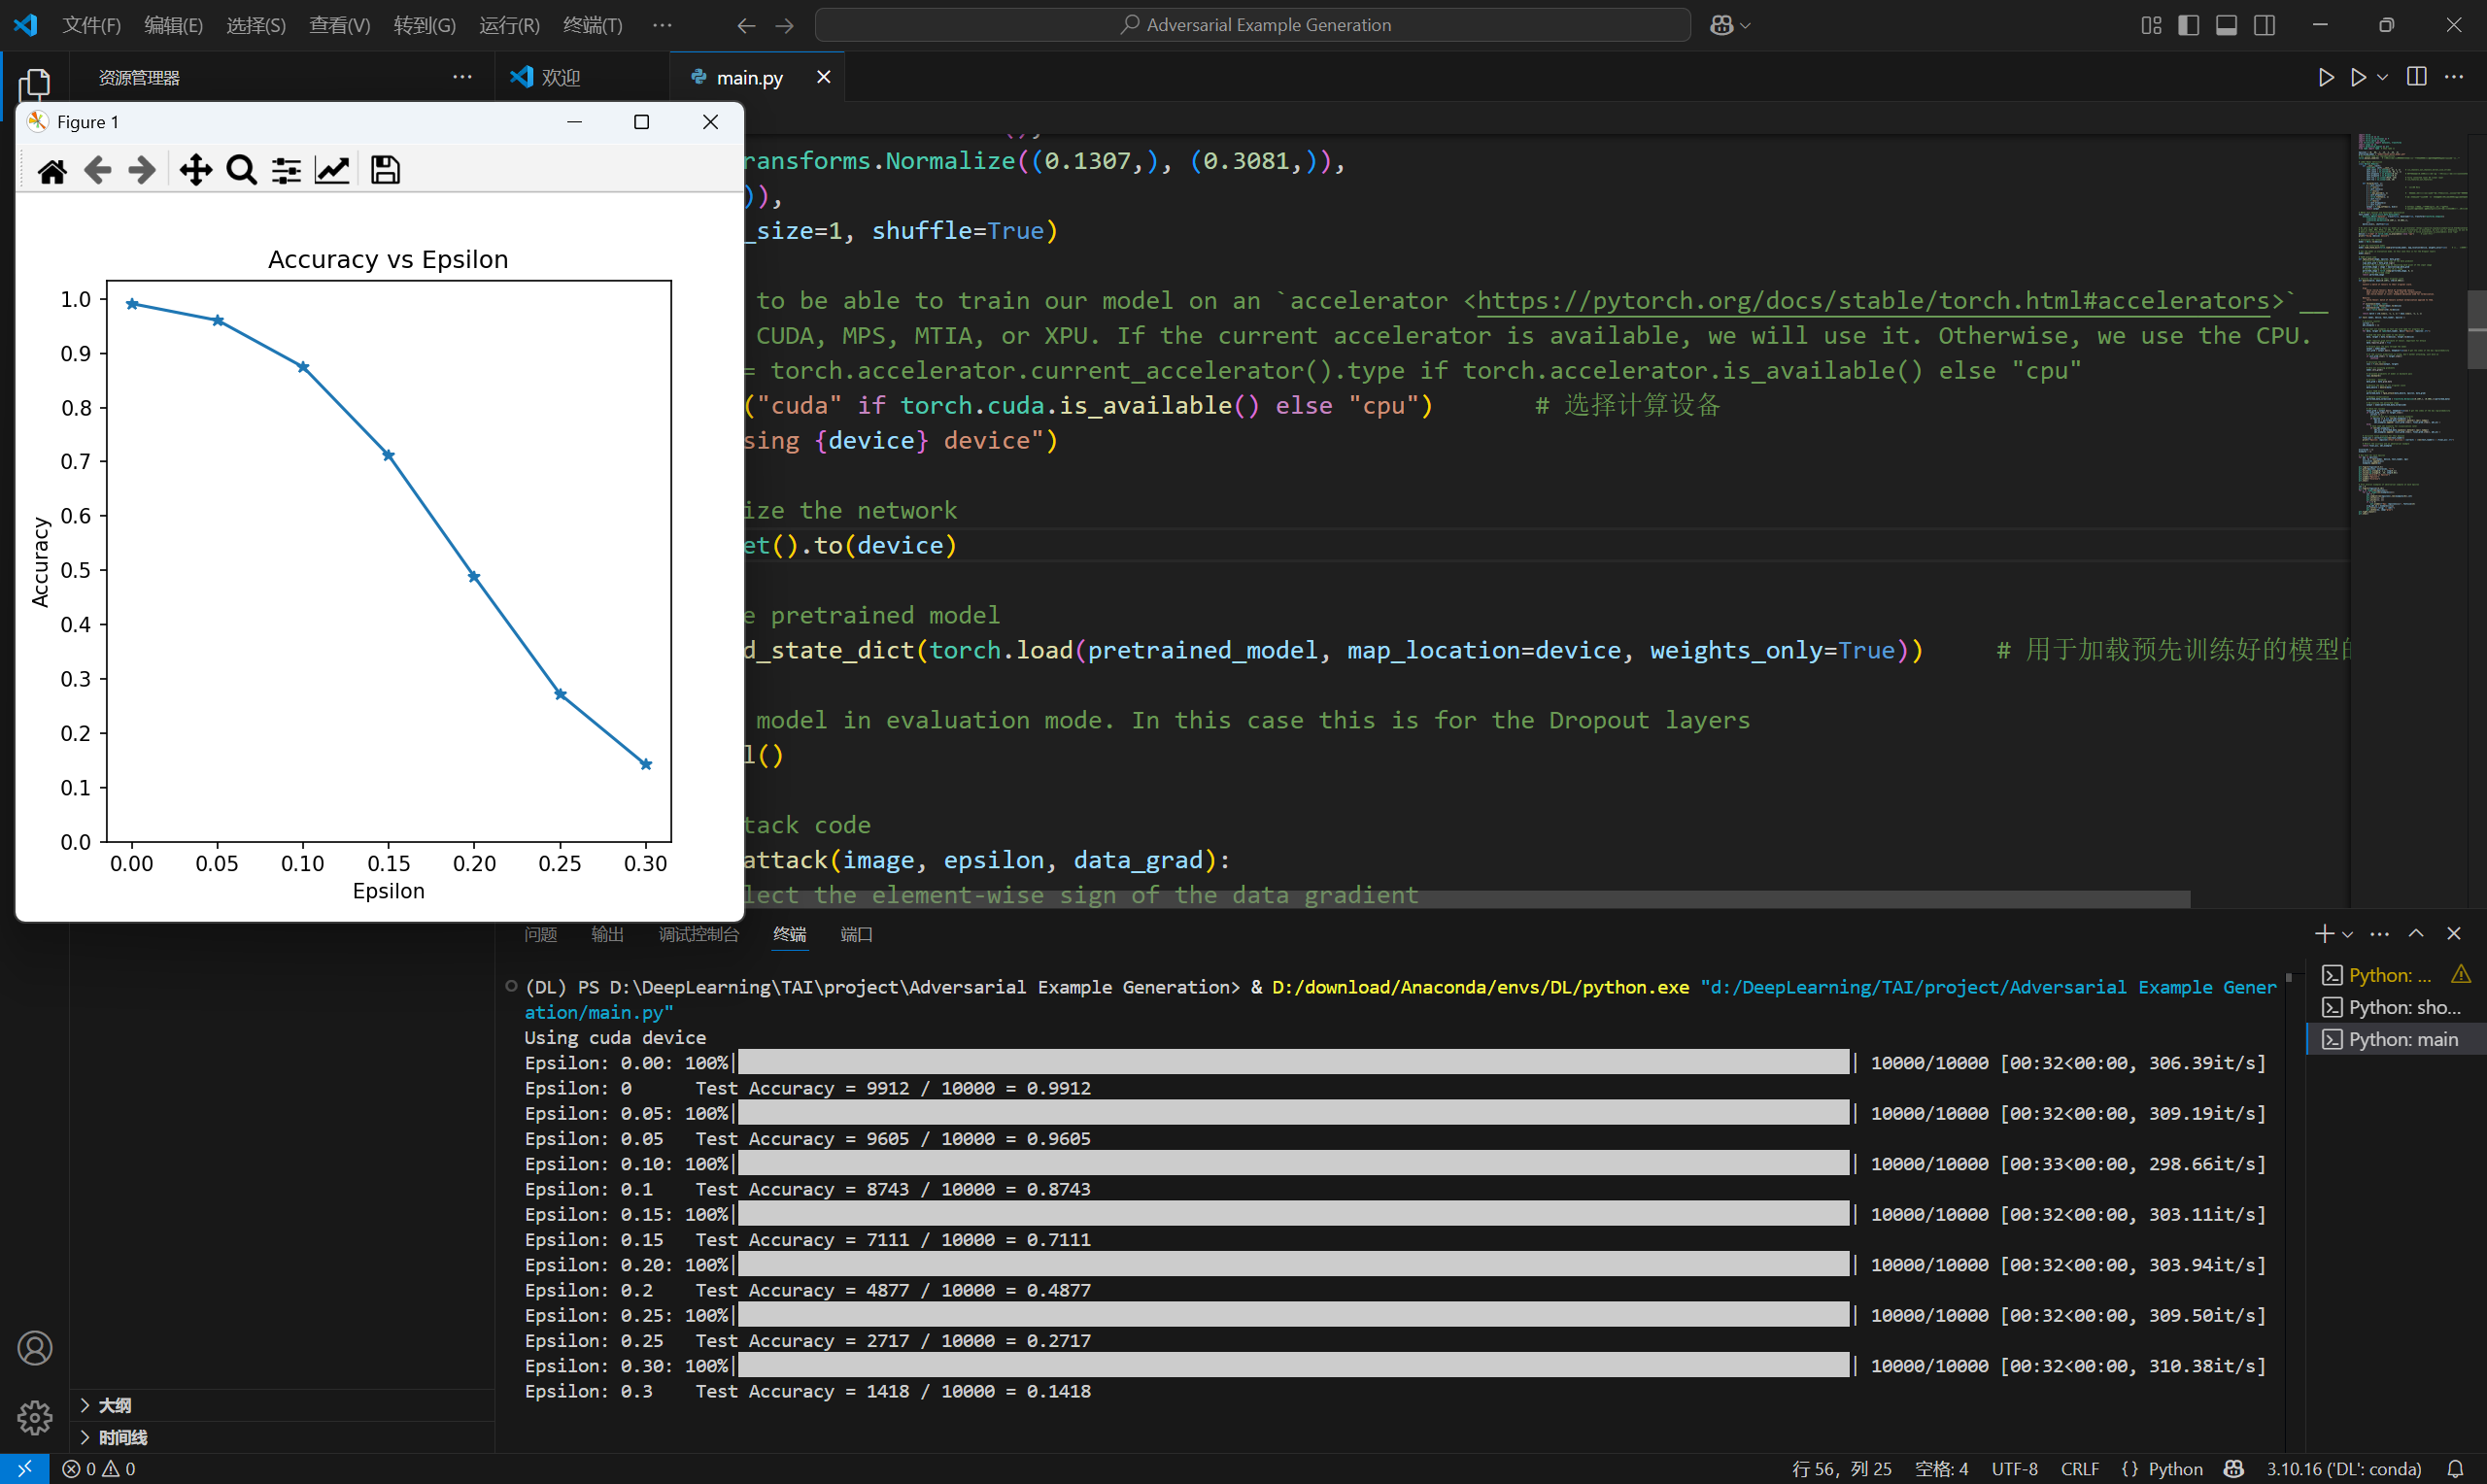 文件(F) 编辑(E) 选择(S) 查看(V) 转到(G) 运行(R) 终端(T) ···
Adversarial Example Generation
资源管理器 ···
欢迎
main.py
Figure 1
Accuracy vs Epsilon
1.0
0.9
0.8
0.7
0.6
0.5
0.4
0.3
0.2
0.1
0.0
Accuracy
0.00 0.05 0.10 0.15 0.20 0.25 0.30
Epsilon
ransforms.Normalize((0.1307,), (0.3081,)),
)),
_size=1, shuffle=True)
to be able to train our model on an `accelerator <https://pytorch.org/docs/stable/torch.html#accelerators>`__
CUDA, MPS, MTIA, or XPU. If the current accelerator is available, we will use it. Otherwise, we use the CPU.
= torch.accelerator.current_accelerator().type if torch.accelerator.is_available() else "cpu"
("cuda" if torch.cuda.is_available() else "cpu") # 选择计算设备
sing {device} device")
ize the network
et().to(device)
e pretrained model
d_state_dict(torch.load(pretrained_model, map_location=device, weights_only=True)) # 用于加载预先训练好的模型
model in evaluation mode. In this case this is for the Dropout layers
l()
tack code
attack(image, epsilon, data_grad):
lect the element-wise sign of the data gradient
问题 输出 调试控制台 终端 端口
(DL) PS D:\DeepLearning\TAI\project\Adversarial Example Generation> & D:/download/Anaconda/envs/DL/python.exe "d:/DeepLearning/TAI/project/Adversarial Example Gener
ation/main.py"
Using cuda device
Epsilon: 0.00: 100%| | 10000/10000 [00:32<00:00, 306.39it/s]
Epsilon: 0 Test Accuracy = 9912 / 10000 = 0.9912
Epsilon: 0.05: 100%| | 10000/10000 [00:32<00:00, 309.19it/s]
Epsilon: 0.05 Test Accuracy = 9605 / 10000 = 0.9605
Epsilon: 0.10: 100%| | 10000/10000 [00:33<00:00, 298.66it/s]
Epsilon: 0.1 Test Accuracy = 8743 / 10000 = 0.8743
Epsilon: 0.15: 100%| | 10000/10000 [00:32<00:00, 303.11it/s]
Epsilon: 0.15 Test Accuracy = 7111 / 10000 = 0.7111
Epsilon: 0.20: 100%| | 10000/10000 [00:32<00:00, 303.94it/s]
Epsilon: 0.2 Test Accuracy = 4877 / 10000 = 0.4877
Epsilon: 0.25: 100%| | 10000/10000 [00:32<00:00, 309.50it/s]
Epsilon: 0.25 Test Accuracy = 2717 / 10000 = 0.2717
Epsilon: 0.30: 100%| | 10000/10000 [00:32<00:00, 310.38it/s]
Epsilon: 0.3 Test Accuracy = 1418 / 10000 = 0.1418
Python: ...
Python: sho...
Python: main
大纲
时间线
0 0
行 56，列 25 空格: 4 UTF-8 CRLF {} Python 3.10.16 ('DL': conda)